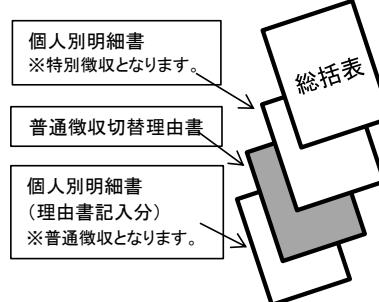 個人別明細書
※特別徴収となります。
総括表
普通徴収切替理由書
個人別明細書
（理由書記入分）
※普通徴収となります。